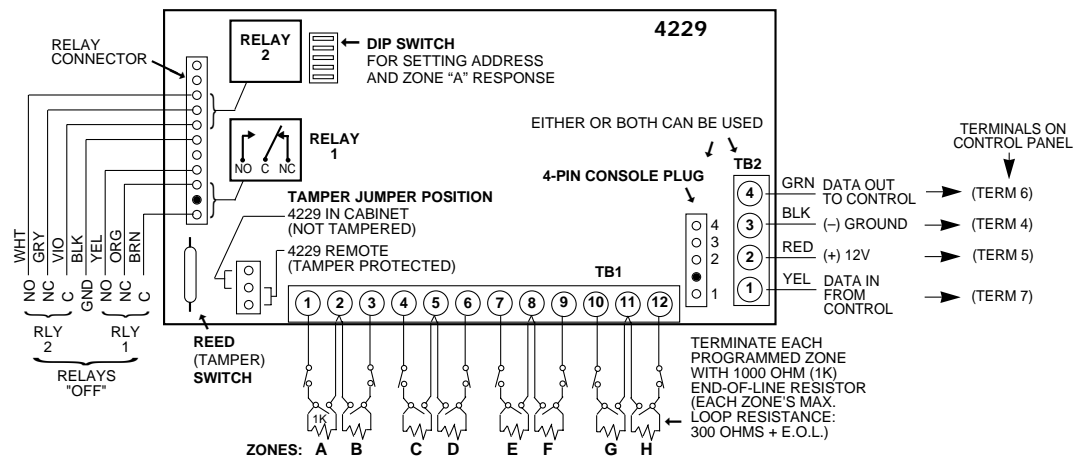 4229
RELAY
CONNECTOR
RELAY
2
DIP SWITCH
FOR SETTING ADDRESS
AND ZONE “A” RESPONSE
RELAY
1
NO C NC
EITHER OR BOTH CAN BE USED
TERMINALS ON
CONTROL PANEL
4-PIN CONSOLE PLUG
TB2
4 GRN DATA OUT
TO CONTROL (TERM 6)
3 BLK (–) GROUND (TERM 4)
2 RED (+) 12V (TERM 5)
1 YEL DATA IN
FROM
CONTROL (TERM 7)
4
3
2
1
TAMPER JUMPER POSITION
4229 IN CABINET
(NOT TAMPERED)
4229 REMOTE
(TAMPER PROTECTED)
WHT GRY VIO BLK YEL ORG BRN
NO NC C GND NO NC C
RLY
2
RLY
1
RELAYS
"OFF"
REED
(TAMPER)
SWITCH
TB1
1 2 3 4 5 6 7 8 9 10 11 12
1K
ZONES: A B C D E F G H
TERMINATE EACH
PROGRAMMED ZONE
WITH 1000 OHM (1K)
END-OF-LINE RESISTOR
(EACH ZONE'S MAX.
LOOP RESISTANCE:
300 OHMS + E.O.L.)